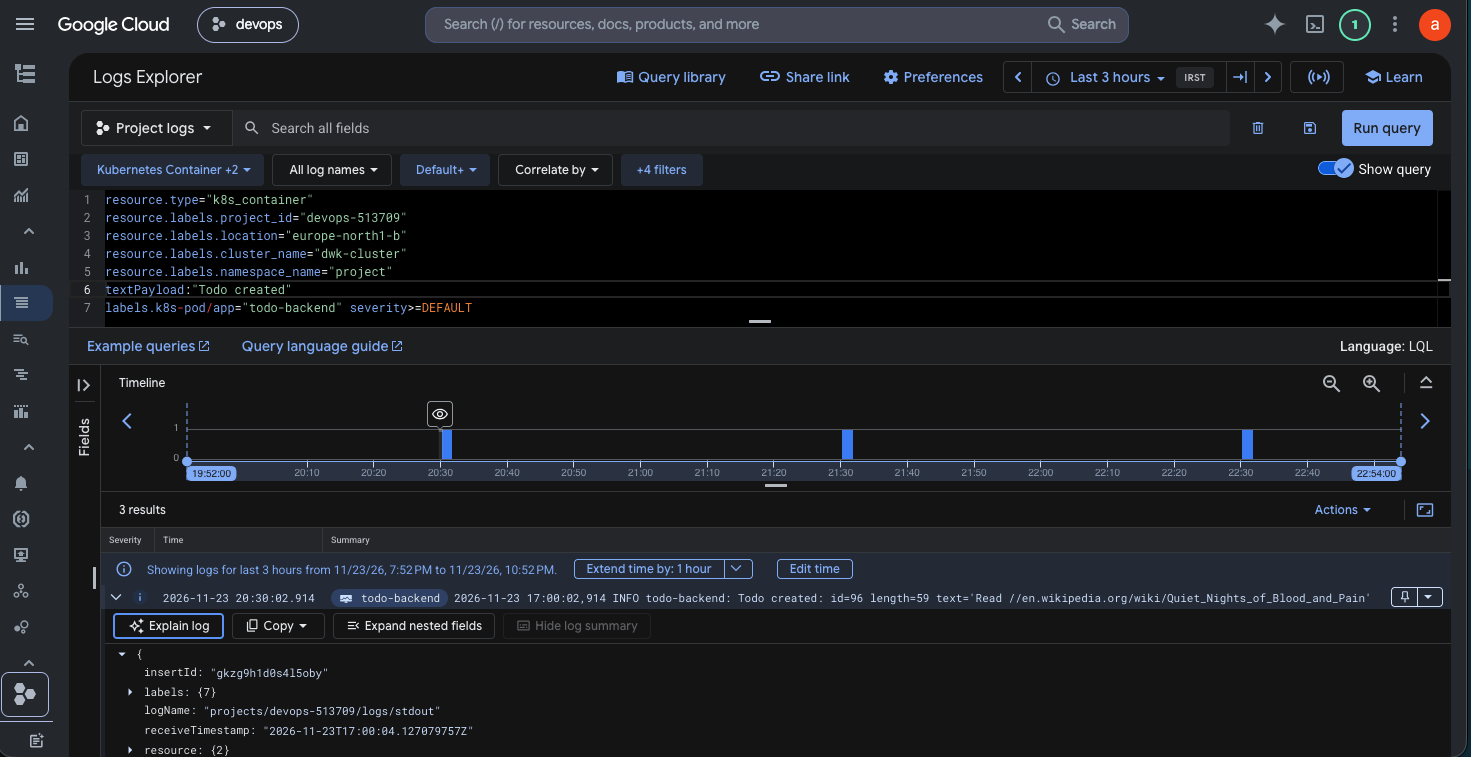 Google Cloud
devops
Search (/) for resources, docs, products, and more
Search
1
a
Logs Explorer
Query library
Share link
Preferences
Last 3 hours
IRST
Learn
Project logs
Search all fields
Run query
Kubernetes Container +2
All log names
Default+
Correlate by
+4 filters
Show query
1 resource.type="k8s_container"
2 resource.labels.project_id="devops-513709"
3 resource.labels.location="europe-north1-b"
4 resource.labels.cluster_name="dwk-cluster"
5 resource.labels.namespace_name="project"
6 textPayload:"Todo created"
7 labels.k8s-pod/app="todo-backend" severity>=DEFAULT
Example queries
Query language guide
Language: LQL
Fields
Timeline
1
0
19:52:00 20:10 20:20 20:30 20:40 20:50 21:00 21:10 21:20 21:30 21:40 21:50 22:00 22:10 22:20 22:30 22:40 22:54:00
3 results
Actions
Severity Time Summary
Showing logs for last 3 hours from 11/23/26, 7:52 PM to 11/23/26, 10:52 PM.
Extend time by: 1 hour
Edit time
i 2026-11-23 20:30:02.914 todo-backend 2026-11-23 17:00:02,914 INFO todo-backend: Todo created: id=96 length=59 text='Read //en.wikipedia.org/wiki/Quiet_Nights_of_Blood_and_Pain'
Explain log
Copy
Expand nested fields
Hide log summary
{
insertId: "gkzg9h1d0s4l5oby"
labels: {7}
logName: "projects/devops-513709/logs/stdout"
receiveTimestamp: "2026-11-23T17:00:04.127079757Z"
resource: {2}